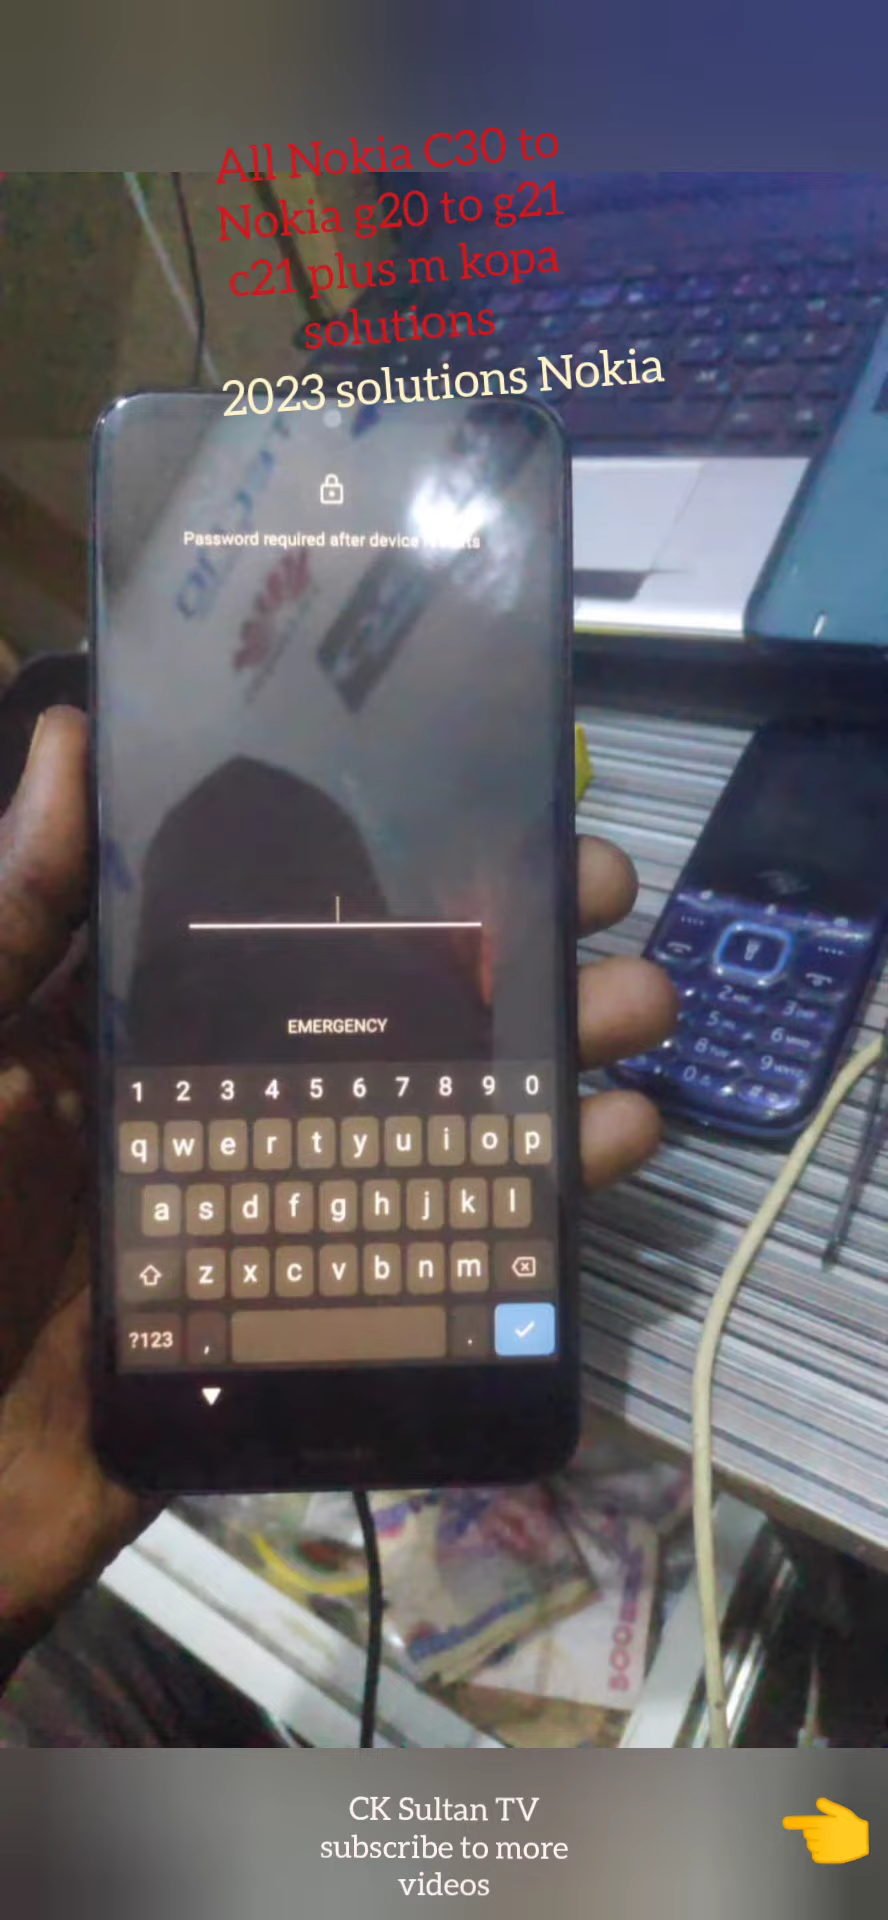 All Nokia C30 to
Nokia g20 to g21
c21 plus m kopa
solutions
2023 solutions Nokia
Password required after device
EMERGENCY
1 2 3 4 5 6 7 8 9 0
q w e r t y u i o p
a s d f g h j k l
z x c v b n m
?123 , .
500
CK Sultan TV
subscribe to more
videos